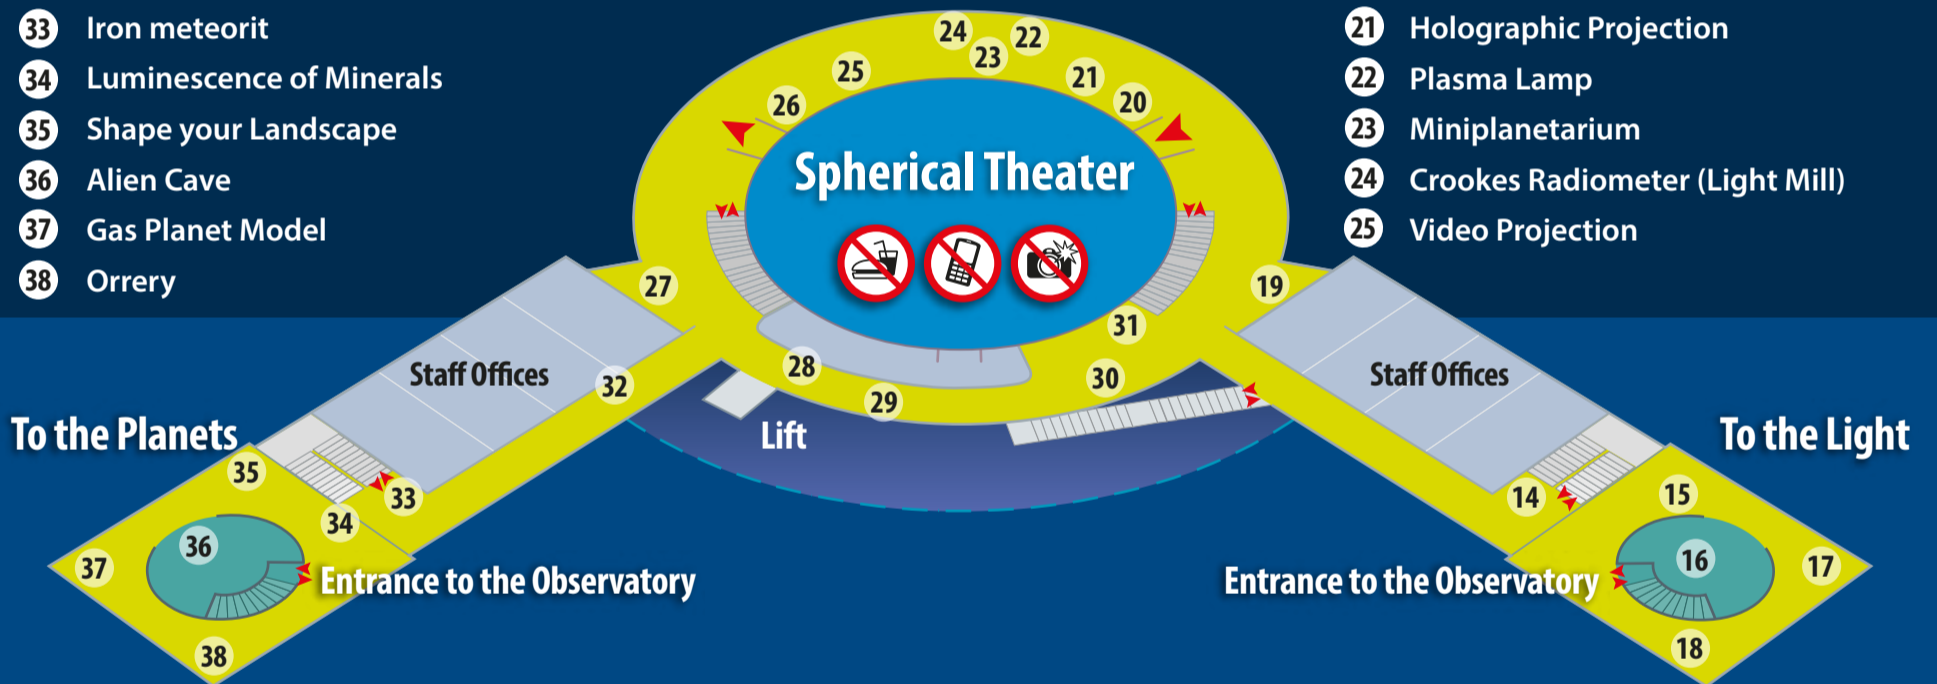 33 Iron meteorit
34 Luminescence of Minerals
35 Shape your Landscape
36 Alien Cave
37 Gas Planet Model
38 Orrery
21 Holographic Projection
22 Plasma Lamp
23 Miniplanetarium
24 Crookes Radiometer (Light Mill)
25 Video Projection
24
22
23
25
21
26
20
Spherical Theater
27
19
31
28
30
29
32
Staff Offices
Staff Offices
To the Planets
Lift
To the Light
35
33
34
36
37
38
Entrance to the Observatory
14
15
16
17
18
Entrance to the Observatory